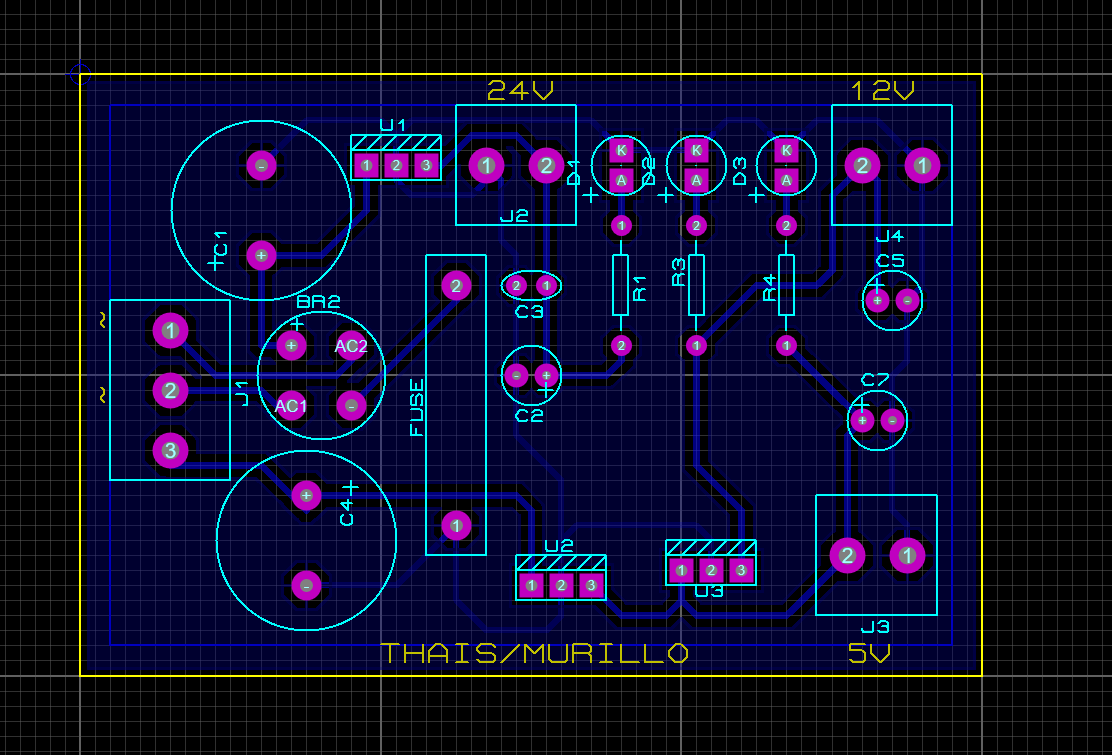 24V
12V
U1
1 2 3
1 2
J2
D1
K
A
D2
K
A
D3
K
A
2 1
J4
-
+
C1
1
2
2
+
C5
+ -
R1
R3
R4
BR2
AC2
+
AC1
-
~
~
1
2
3
J1
2
FUSE
1
2 1
C3
- +
C2
1
1
1
C7
+ -
+
C4
-
U2
1 2 3
1 2 3
U3
2 1
J3
THAIS/MURILLO
5V